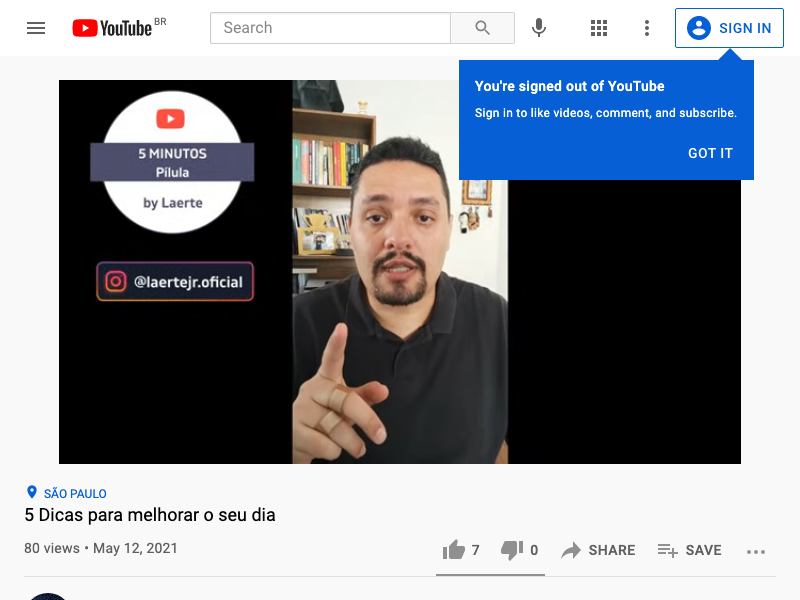 YouTube BR
Search
SIGN IN
You're signed out of YouTube
Sign in to like videos, comment, and subscribe.
GOT IT
5 MINUTOS
Pílula
by Laerte
@laertejr.oficial
SÃO PAULO
5 Dicas para melhorar o seu dia
80 views • May 12, 2021
7
0
SHARE
SAVE